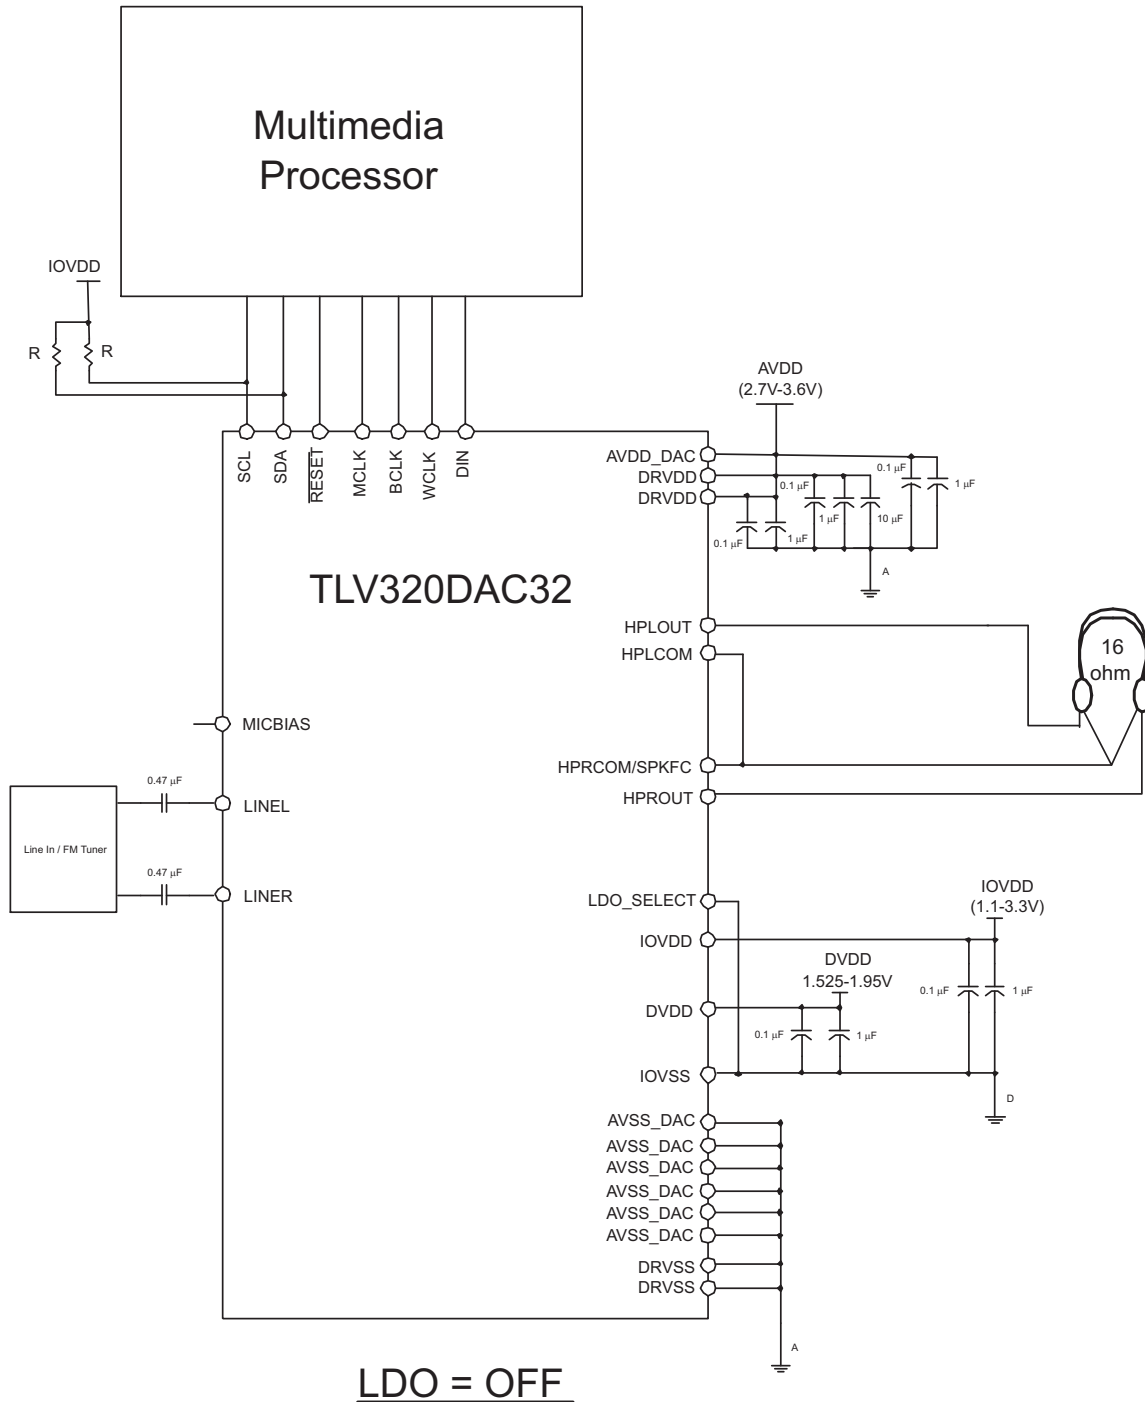 Multimedia
Processor
IOVDD
R
R
SCL
SDA
RESET
MCLK
BCLK
WCLK
DIN
AVDD
(2.7V-3.6V)
AVDD_DAC
DRVDD
DRVDD
0.1 µF
1 µF
0.1 µF
1 µF
10 µF
0.1 µF
1 µF
A
TLV320DAC32
HPLOUT
HPLCOM
16
ohm
MICBIAS
HPRCOM/SPKFC
HPROUT
0.47 µF
LINEL
Line In / FM Tuner
0.47 µF
LINER
LDO_SELECT
IOVDD
(1.1-3.3V)
IOVDD
DVDD
1.525-1.95V
0.1 µF
1 µF
DVDD
0.1 µF
1 µF
IOVSS
D
AVSS_DAC
AVSS_DAC
AVSS_DAC
AVSS_DAC
AVSS_DAC
AVSS_DAC
DRVSS
DRVSS
A
LDO = OFF